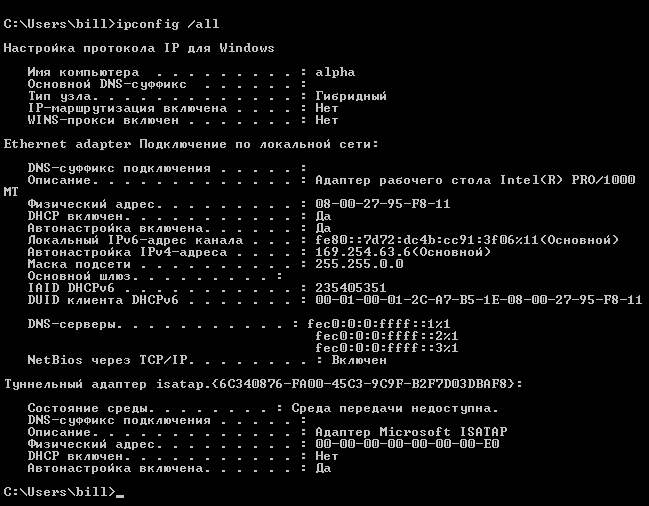 C:\Users\bill>ipconfig /all
Настройка протокола IP для Windows
Имя компьютера . . . . . . . . . : alpha
Основной DNS-суффикс . . . . . . :
Тип узла. . . . . . . . . . . . . : Гибридный
IP-маршрутизация включена . . . . : Нет
WINS-прокси включен . . . . . . . : Нет
Ethernet adapter Подключение по локальной сети:
DNS-суффикс подключения . . . . . :
Описание. . . . . . . . . . . . . : Адаптер рабочего стола Intel(R) PRO/1000
MT
Физический адрес. . . . . . . . . : 08-00-27-95-F8-11
DHCP включен. . . . . . . . . . . : Да
Автонастройка включена. . . . . . : Да
Локальный IPv6-адрес канала . . . : fe80::7d72:dc4b:cc91:3f06%11(Основной)
Автонастройка IPv4-адреса . . . . : 169.254.63.6(Основной)
Маска подсети . . . . . . . . . . : 255.255.0.0
Основной шлюз. . . . . . . . . :
IAID DHCPv6 . . . . . . . . . . . : 235405351
DUID клиента DHCPv6 . . . . . . . : 00-01-00-01-2C-A7-B5-1E-08-00-27-95-F8-11
DNS-серверы. . . . . . . . . . . : fec0:0:0:ffff::1%1
fec0:0:0:ffff::2%1
fec0:0:0:ffff::3%1
NetBios через TCP/IP. . . . . . . . : Включен
Туннельный адаптер isatap.{6C340876-FA00-45C3-9C9F-B2F7D03DBAF8}:
Состояние среды. . . . . . . . : Среда передачи недоступна.
DNS-суффикс подключения . . . . . :
Описание. . . . . . . . . . . . . : Адаптер Microsoft ISATAP
Физический адрес. . . . . . . . . : 00-00-00-00-00-00-00-E0
DHCP включен. . . . . . . . . . . : Нет
Автонастройка включена. . . . . . : Да
C:\Users\bill>_